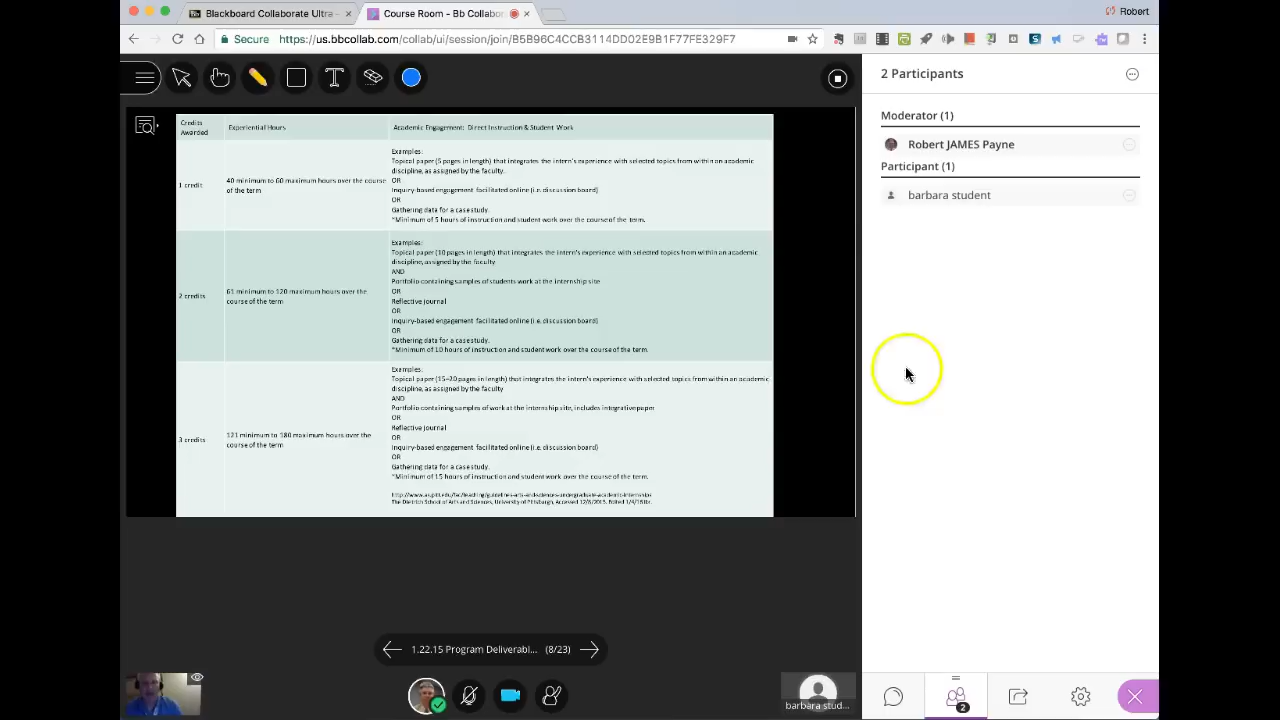 Blackboard Collaborate Ultra –
Course Room - Bb Collabor
Robert
Secure https://us.bbcollab.com/collab/ui/session/join/B5B96C4CCB3114DD02E9B1F77FE329F7
2 Participants
Moderator (1)
Robert JAMES Payne
Participant (1)
barbara student
Credits Awarded
Experiential Hours
Academic Engagement: Direct Instruction & Student Work
1 credit
40 minimum to 60 maximum hours over the course
of the term
Examples:
Topical paper (5 pages in length) that integrates the intern's experience with selected topics from within an academic
discipline, as assigned by the faculty.
OR
Inquiry-based engagement facilitated online (i.e. discussion board)
OR
Gathering data for a case study.
*Minimum of 5 hours of instruction and student work over the course of the term.
2 credits
61 minimum to 120 maximum hours over the
course of the term
Examples:
Topical paper (10 pages in length) that integrates the intern's experience with selected topics from within an academic
discipline, as assigned by the faculty
AND
Portfolio containing samples of students work at the internship site
OR
Reflective journal
OR
Inquiry-based engagement facilitated online (i.e. discussion board)
OR
Gathering data for a case study.
*Minimum of 10 hours of instruction and student work over the course of the term.
3 credits
121 minimum to 180 maximum hours over the
course of the term
Examples:
Topical paper (15-20 pages in length) that integrates the intern's experience with selected topics from within an academic
discipline, as assigned by the faculty
AND
Portfolio containing samples of work at the internship site, includes integrative paper
OR
Reflective journal
OR
Inquiry-based engagement facilitated online (i.e. discussion board)
OR
Gathering data for a case study.
*Minimum of 15 hours of instruction and student work over the course of the term.
The Dietrich School of Arts and Sciences, University of Pittsburgh, Accessed
1.22.15 Program Deliverabl... (8/23)
barbara stud...
2